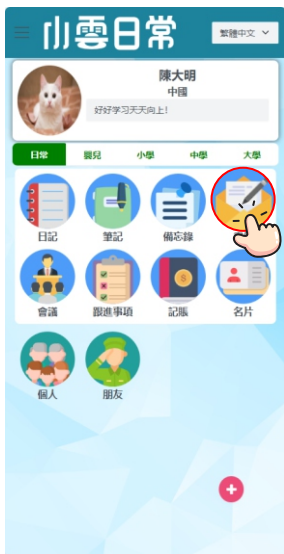 小雲日常
繁體中文
陳大明
中國
好好学习天天向上!
日常 嬰兒 小學 中學 大學
日記 筆記 備忘錄
會議 跟進事項 記賬 名片
個人 朋友